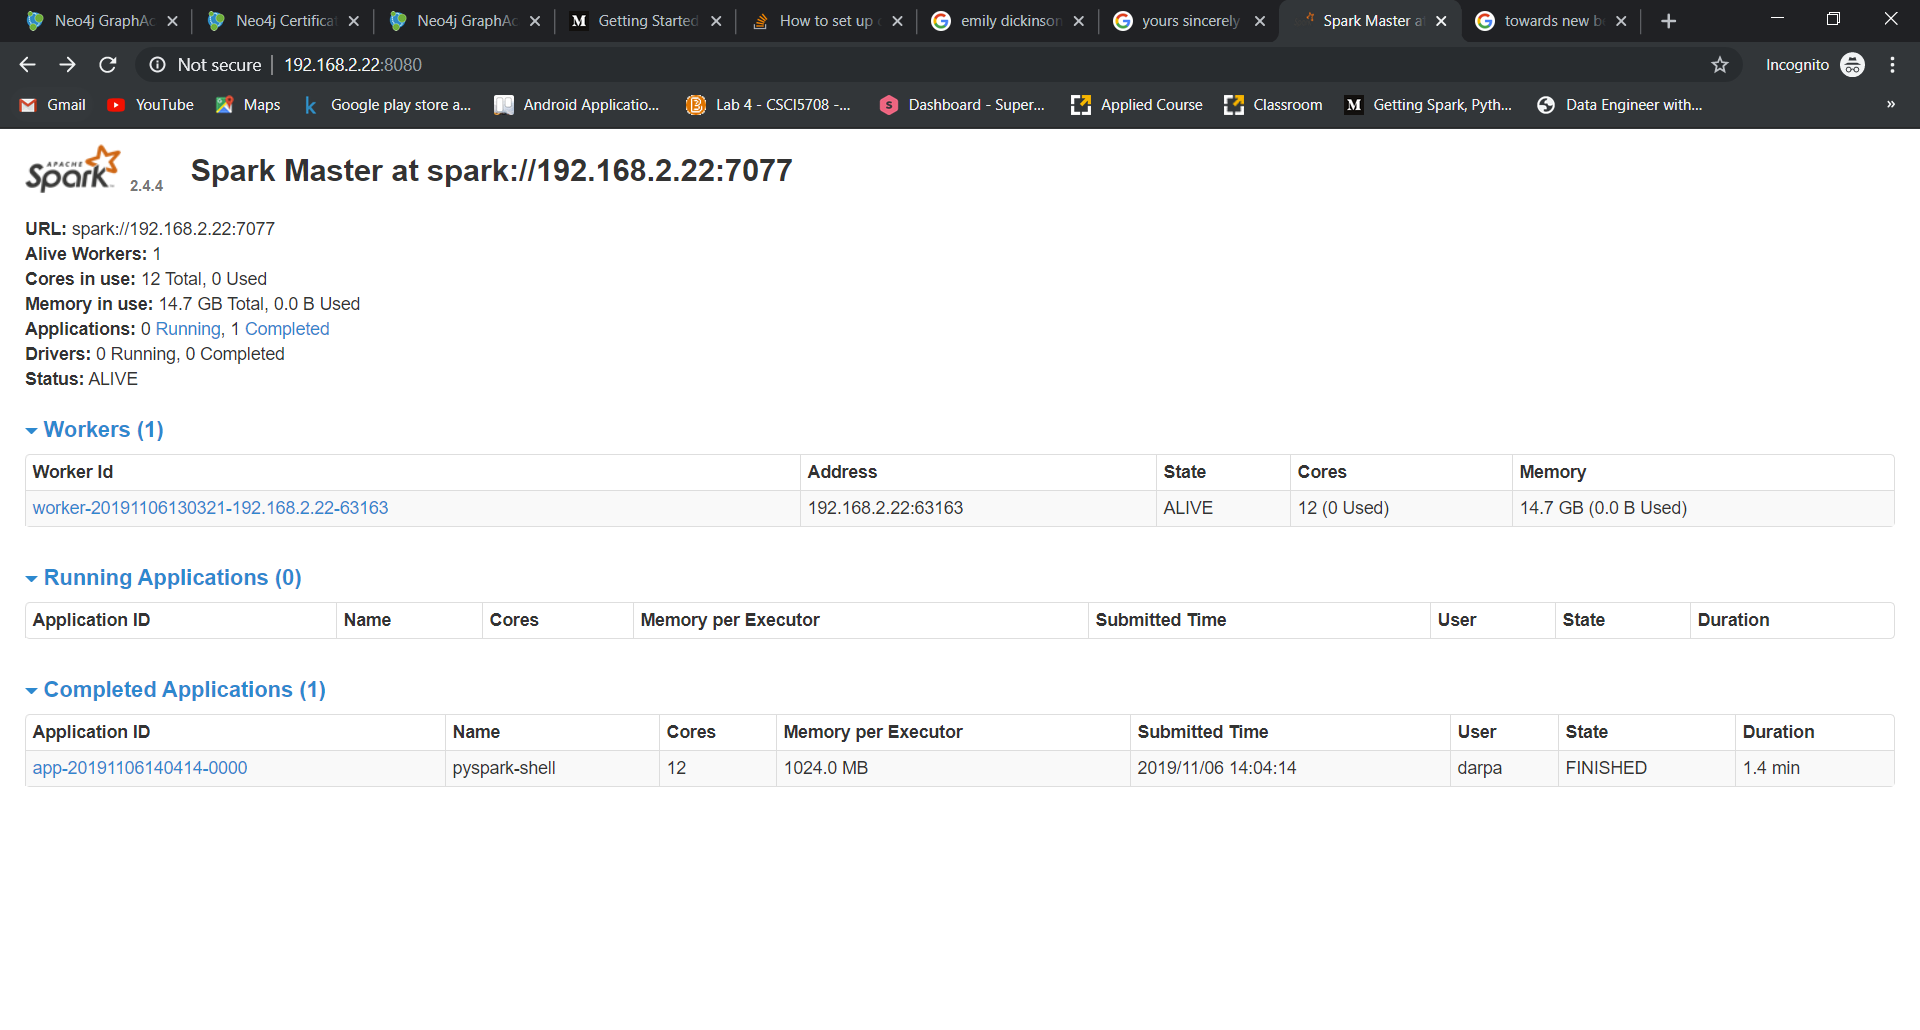 Neo4j GraphAc
Neo4j Certificat
Neo4j GraphAc
Getting Started
How to set up
emily dickinson
yours sincerely
Spark Master at
towards new b
Not secure
192.168.2.22:8080
Incognito
Gmail
YouTube
Maps
Google play store a...
Android Applicatio...
Lab 4 - CSCI5708 -...
Dashboard - Super...
Applied Course
Classroom
Getting Spark, Pyth...
Data Engineer with...
»
APACHE Spark 2.4.4
Spark Master at spark://192.168.2.22:7077
URL: spark://192.168.2.22:7077
Alive Workers: 1
Cores in use: 12 Total, 0 Used
Memory in use: 14.7 GB Total, 0.0 B Used
Applications: 0 Running, 1 Completed
Drivers: 0 Running, 0 Completed
Status: ALIVE
Workers (1)
Worker Id Address State Cores Memory
worker-20191106130321-192.168.2.22-63163 192.168.2.22:63163 ALIVE 12 (0 Used) 14.7 GB (0.0 B Used)
Running Applications (0)
Application ID Name Cores Memory per Executor Submitted Time User State Duration
Completed Applications (1)
Application ID Name Cores Memory per Executor Submitted Time User State Duration
app-20191106140414-0000 pyspark-shell 12 1024.0 MB 2019/11/06 14:04:14 darpa FINISHED 1.4 min